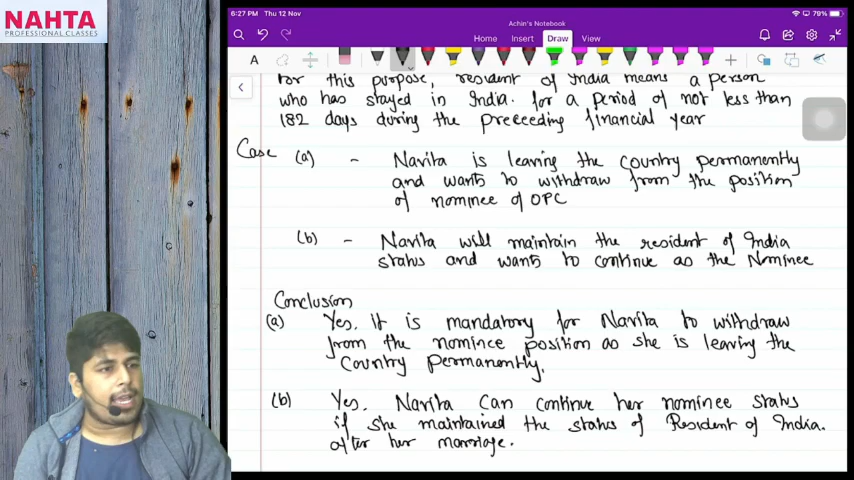 NAHTA
PROFESSIONAL CLASSES
6:27 PM Thu 12 Nov
79%
Achin's Notebook
Home Insert Draw View
For this purpose, resident of India means a person
who has stayed in India. for a period of not less than
182 days during the preceeding financial year
Case (a) - Navita is leaving the country permanently
and wants to withdraw from the position
of nominee of OPC
(b) - Navita will maintain the resident of India
status and wants to continue as the Nominee
Conclusion
(a) Yes. It is mandatory for Navita to withdraw
from the nominee position as she is leaving the
Country permanently.
(b) Yes. Navita can continue her nominee status
if she maintained the status of Resident of India.
after her marriage.